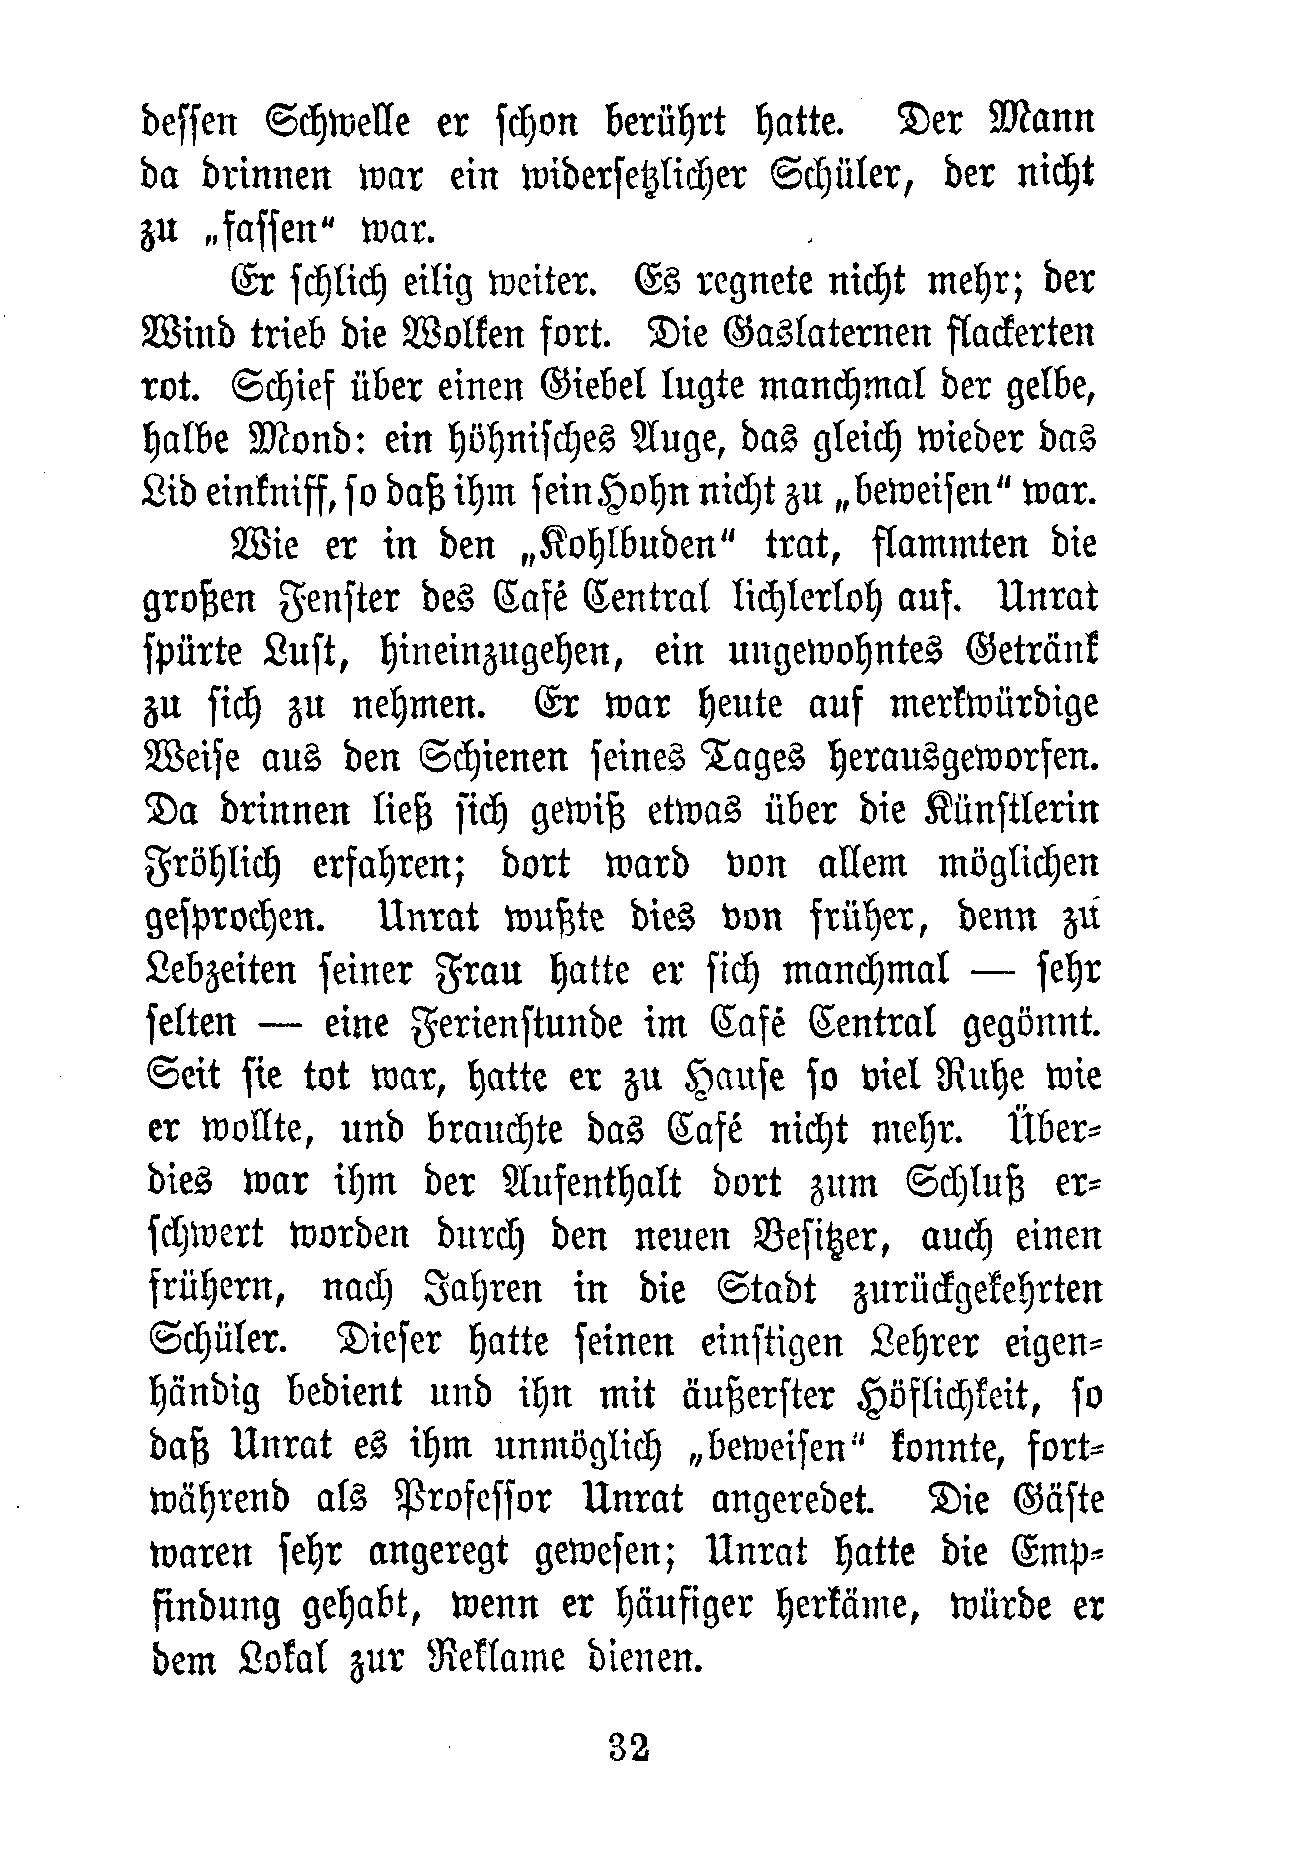 dessen Schwelle er schon berührt hatte. Der Mann
da drinnen war ein widersetzlicher Schüler, der nicht
zu „fassen“ war.
Er schlich eilig weiter. Es regnete nicht mehr; der
Wind trieb die Wolken fort. Die Gaslaternen flackerten
rot. Schief über einen Giebel lugte manchmal der gelbe,
halbe Mond: ein höhnisches Auge, das gleich wieder das
Lid einkniff, so daß ihm sein Hohn nicht zu „beweisen“ war.
Wie er in den „Kohlbuden“ trat, flammten die
großen Fenster des Café Central lichterloh auf. Unrat
spürte Lust, hineinzugehen, ein ungewohntes Getränk
zu sich zu nehmen. Er war heute auf merkwürdige
Weise aus den Schienen seines Tages herausgeworfen.
Da drinnen ließ sich gewiß etwas über die Künstlerin
Fröhlich erfahren; dort ward von allem möglichen
gesprochen. Unrat wußte dies von früher, denn zu
Lebzeiten seiner Frau hatte er sich manchmal — sehr
selten — eine Ferienstunde im Café Central gegönnt.
Seit sie tot war, hatte er zu Hause so viel Ruhe wie
er wollte, und brauchte das Café nicht mehr. Über-
dies war ihm der Aufenthalt dort zum Schluß er-
schwert worden durch den neuen Besitzer, auch einen
frühern, nach Jahren in die Stadt zurückgekehrten
Schüler. Dieser hatte seinen einstigen Lehrer eigen-
händig bedient und ihn mit äußerster Höflichkeit, so
daß Unrat es ihm unmöglich „beweisen“ konnte, fort-
während als Professor Unrat angeredet. Die Gäste
waren sehr angeregt gewesen; Unrat hatte die Emp-
findung gehabt, wenn er häufiger herkäme, würde er
dem Lokal zur Reklame dienen.
32